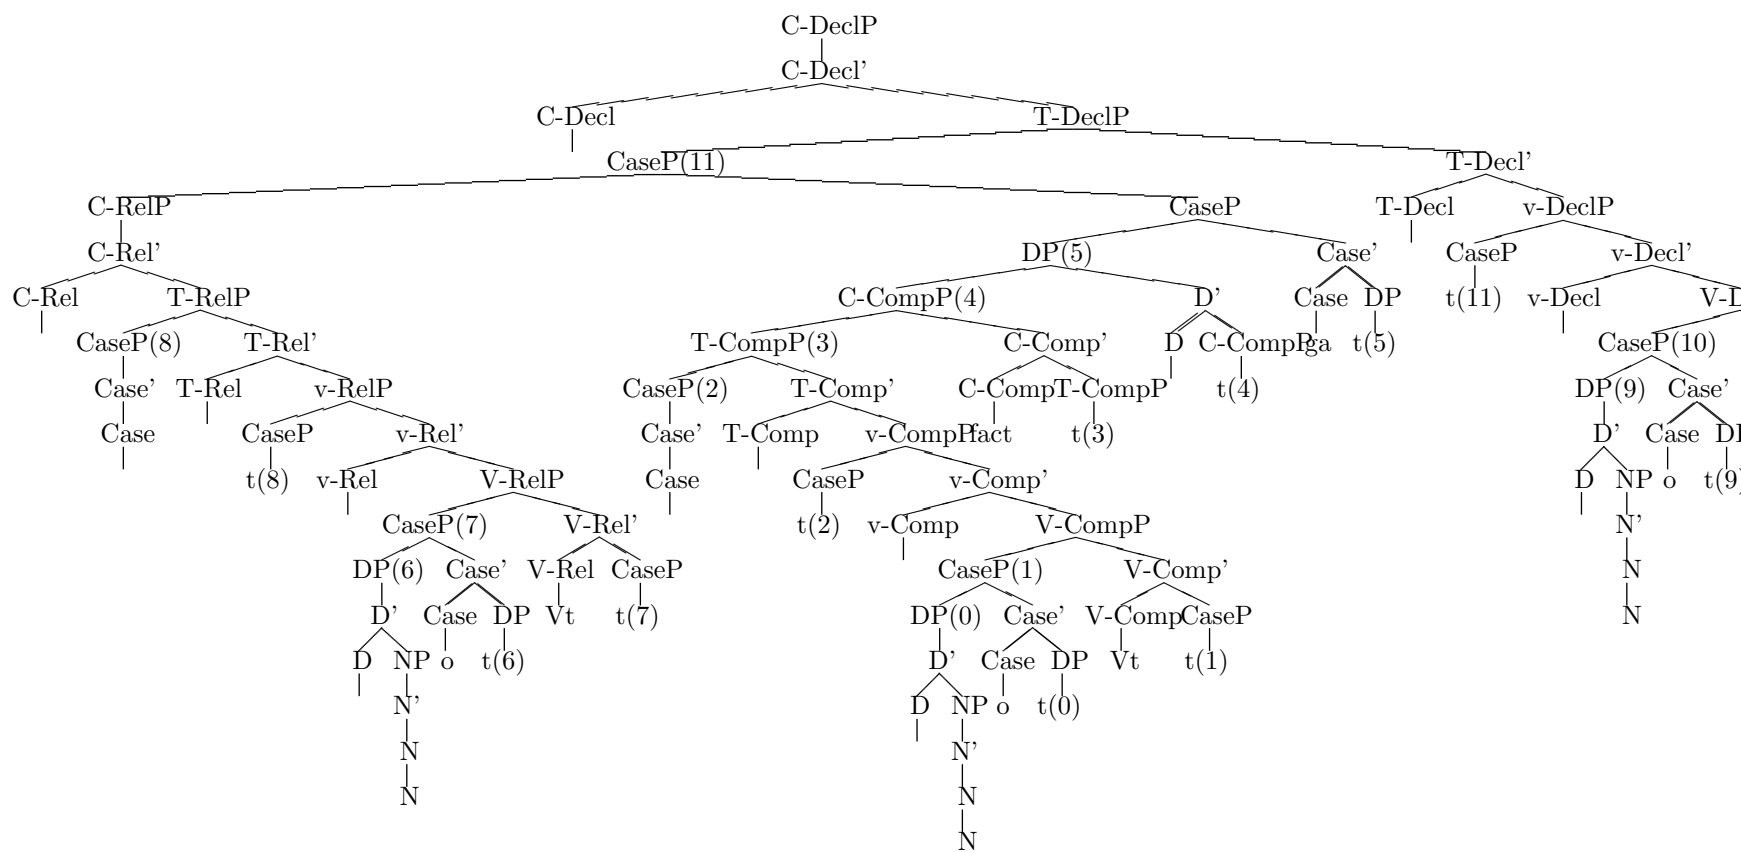 C-DeclP
C-Decl’
C-Decl T-DeclP
CaseP(11) T-Decl’
C-RelP CaseP T-Decl v-DeclP
C-Rel’ DP(5) Case’ CaseP v-Decl’
C-Rel T-RelP C-CompP(4) D’ Case DP t(11) v-Decl V-D
CaseP(8) T-Rel’ T-CompP(3) C-Comp’ D C-CompP ga t(5) CaseP(10)
Case’ T-Rel v-RelP CaseP(2) T-Comp’ C-Comp T-CompP t(4) DP(9) Case’
Case CaseP v-Rel’ Case’ T-Comp v-CompP fact t(3) D’ Case DP
t(8) v-Rel V-RelP Case CaseP v-Comp’ D NP o t(9)
CaseP(7) V-Rel’ t(2) v-Comp V-CompP N’
DP(6) Case’ V-Rel CaseP CaseP(1) V-Comp’ N
D’ Case DP Vt t(7) DP(0) Case’ V-Comp CaseP N
D NP o t(6) D’ Case DP Vt t(1)
N’ D NP o t(0)
N N’
N N
N